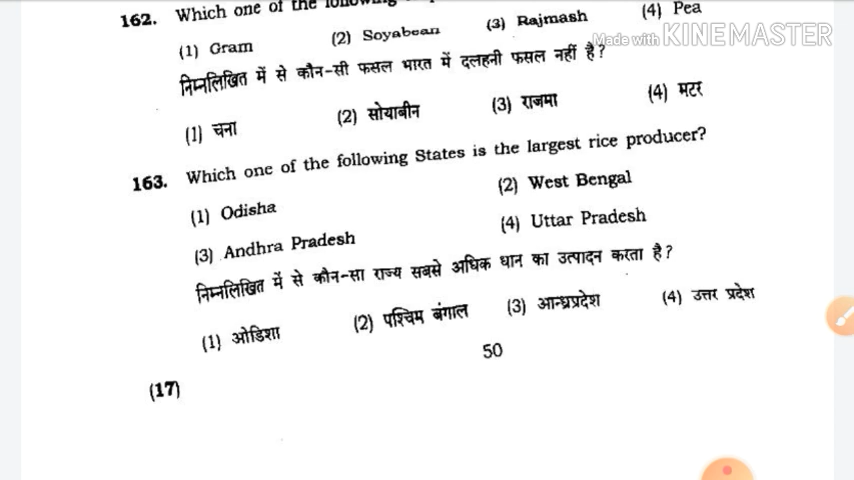 162. Which one of the
(1) Gram (2) Soyabean (3) Rajmash (4) Pea
Made with KINEMASTER
निम्नलिखित में से कौन-सी फसल भारत में दलहनी फसल नहीं है?
(1) चना (2) सोयाबीन (3) राजमा (4) मटर
163. Which one of the following States is the largest rice producer?
(1) Odisha (2) West Bengal
(3) Andhra Pradesh (4) Uttar Pradesh
निम्नलिखित में से कौन-सा राज्य सबसे अधिक धान का उत्पादन करता है?
(1) ओडिशा (2) पश्चिम बंगाल (3) आन्ध्रप्रदेश (4) उत्तर प्रदेश
50
(17)